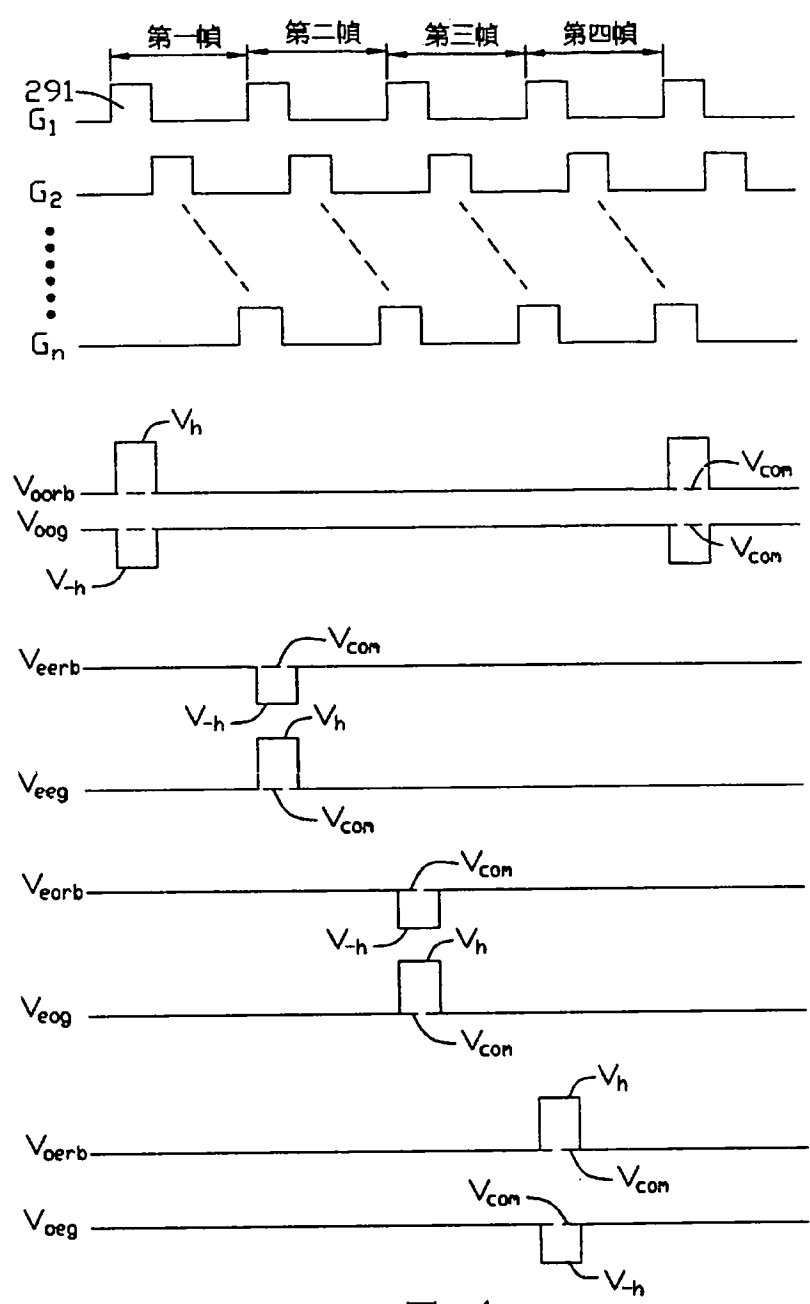 第一幀 第二幀 第三幀 第四幀
291
G1
G2
Gn
Vh
Voorb
Vcom
Voog
Vcom
V-h
Veerb
Vcom
V-h
Vh
Veeg
Vcom
Veorb
Vcom
V-h
Vh
Veog
Vcom
Vh
Voerb
Vcom
Vcom
Voeg
V-h